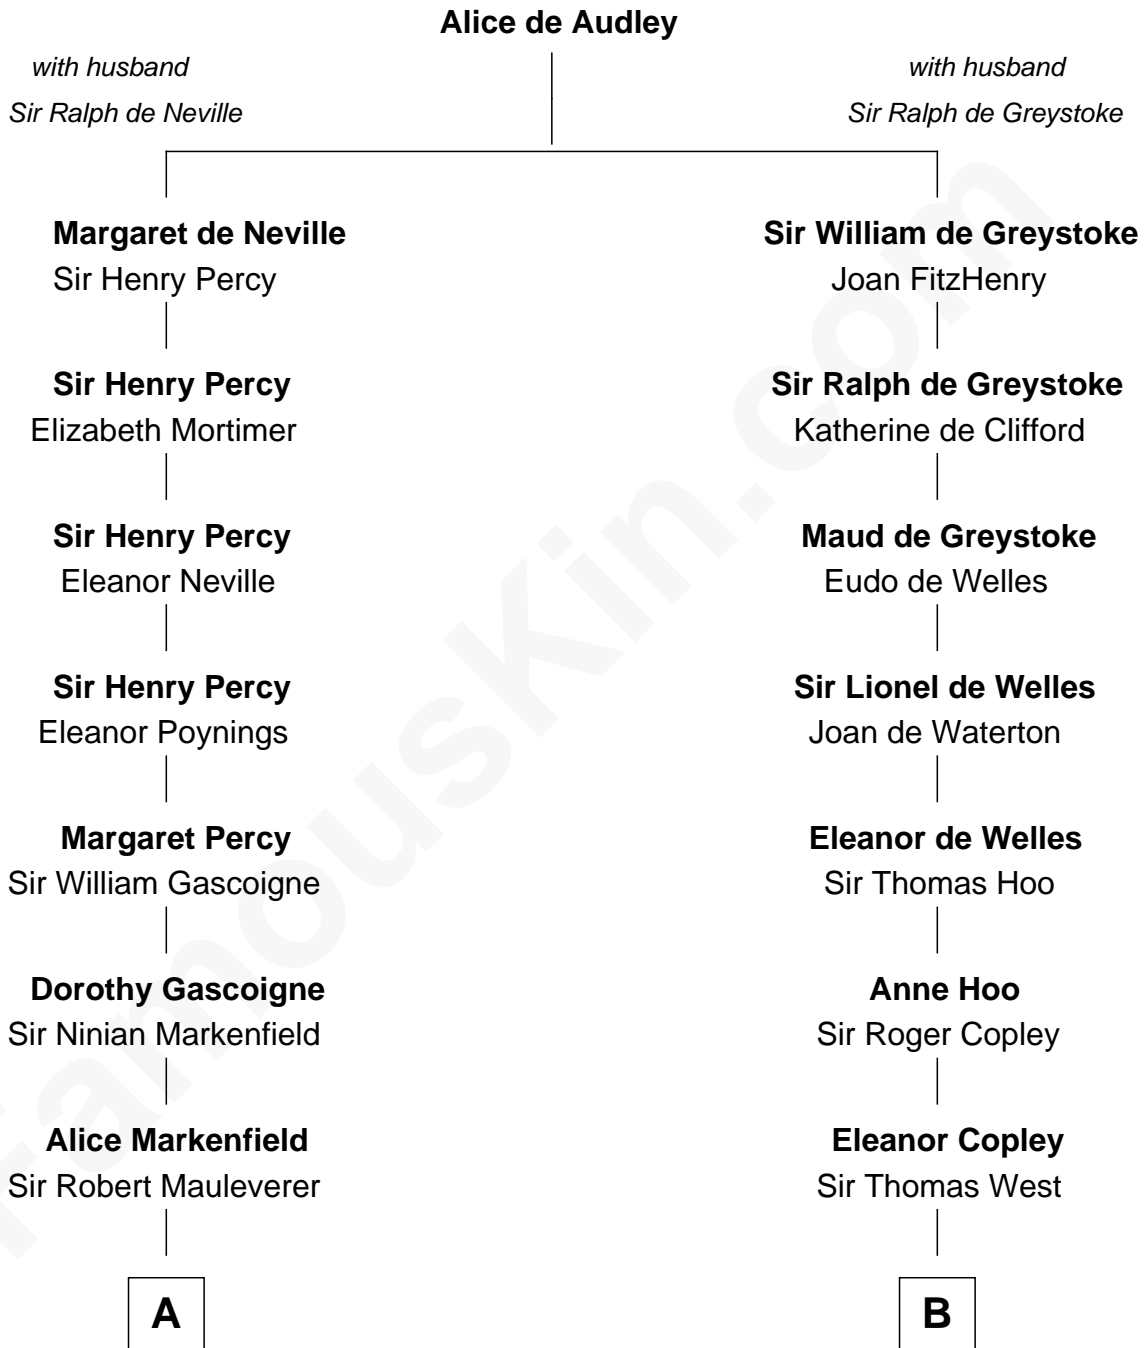 Alice de Audley
with husband
Sir Ralph de Neville
with husband
Sir Ralph de Greystoke
Margaret de Neville
Sir Henry Percy
Sir William de Greystoke
Joan FitzHenry
Sir Henry Percy
Elizabeth Mortimer
Sir Ralph de Greystoke
Katherine de Clifford
Sir Henry Percy
Eleanor Neville
Maud de Greystoke
Eudo de Welles
Sir Henry Percy
Eleanor Poynings
Sir Lionel de Welles
Joan de Waterton
Margaret Percy
Sir William Gascoigne
Eleanor de Welles
Sir Thomas Hoo
Dorothy Gascoigne
Sir Ninian Markenfield
Anne Hoo
Sir Roger Copley
Alice Markenfield
Sir Robert Mauleverer
Eleanor Copley
Sir Thomas West
A
B
FamousKin.com